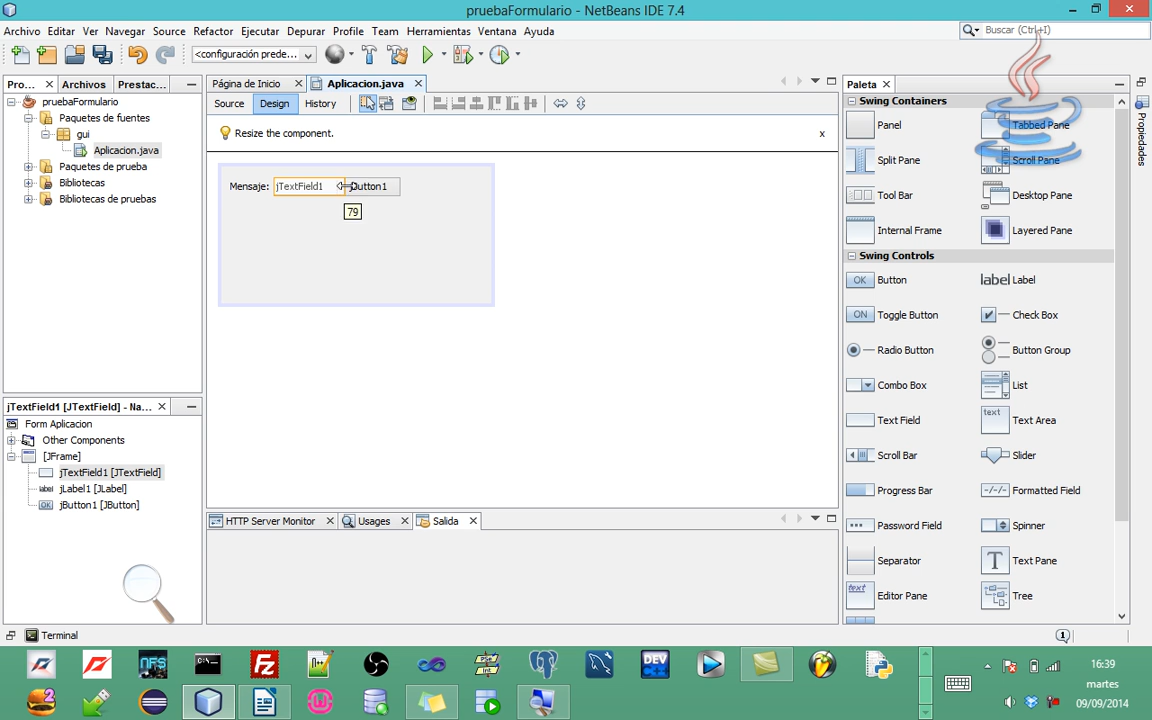 pruebaFormulario - NetBeans IDE 7.4
Archivo Editar Ver Navegar Source Refactor Ejecutar Depurar Profile Team Herramientas Ventana Ayuda
Buscar (Ctrl+I)
<configuración prede...
Pro... Archivos Prestac...
Página de Inicio Aplicacion.java
Paleta
Source Design History
Swing Containers
pruebaFormulario
Paquetes de fuentes
gui
Aplicacion.java
Paquetes de prueba
Bibliotecas
Bibliotecas de pruebas
Resize the component.
x
Mensaje: jTextField1 jButton1
79
Panel Tabbed Pane
Split Pane Scroll Pane
Tool Bar Desktop Pane
Internal Frame Layered Pane
Propiedades
Swing Controls
OK Button label Label
ON Toggle Button Check Box
Radio Button Button Group
Combo Box List
Text Field text Text Area
Scroll Bar Slider
Progress Bar Formatted Field
Password Field Spinner
Separator T Text Pane
text Editor Pane Tree
jTextField1 [JTextField] - Na...
Form Aplicacion
Other Components
[JFrame]
jTextField1 [JTextField]
label jLabel1 [JLabel]
OK jButton1 [JButton]
HTTP Server Monitor Usages Salida
Terminal
1
NFS
FZ
n++
DEV C++
2
16:39
martes
09/09/2014